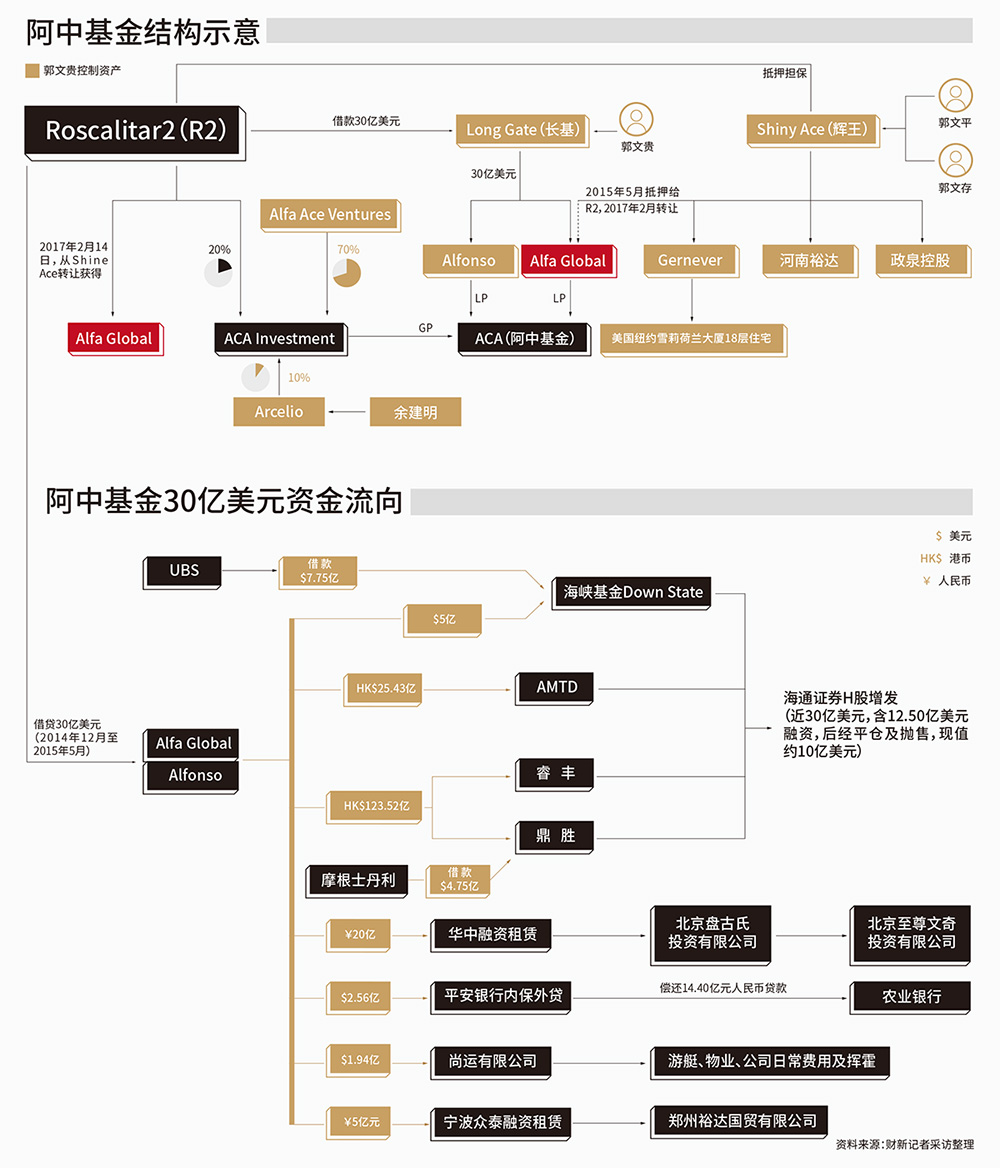 阿中基金结构示意
郭文贵控制资产
抵押担保
Roscalitar2（R2）
借款30亿美元
Long Gate（长基）
郭文贵
Shiny Ace（辉王）
郭文平
郭文存
30亿美元
2015年5月抵押给
R2，2017年2月转让
Alfa Ace Ventures
2017年2月14
日，从Shine
Ace转让获得
20%
70%
Alfonso
Alfa Global
Gernever
河南裕达
政泉控股
LP
LP
Alfa Global
ACA Investment
GP
ACA（阿中基金）
美国纽约雪莉荷兰大厦18层住宅
10%
Arcelio
余建明
阿中基金30亿美元资金流向
$ 美元
HK$ 港币
¥ 人民币
UBS
借款
$7.75亿
海峡基金Down State
$5亿
HK$25.43亿
AMTD
海通证券H股增发
（近30亿美元，含12.50亿美元
融资，后经平仓及抛售，现值
约10亿美元）
借贷30亿美元
（2014年12月至
2015年5月）
Alfa Global
Alfonso
睿 丰
HK$123.52亿
鼎 胜
摩根士丹利
借款
$4.75亿
¥20亿
华中融资租赁
北京盘古氏
投资有限公司
北京至尊文奇
投资有限公司
$2.56亿
平安银行内保外贷
偿还14.40亿元人民币贷款
农业银行
$1.94亿
尚运有限公司
游艇、物业、公司日常费用及挥霍
¥5亿元
宁波众泰融资租赁
郑州裕达国贸有限公司
资料来源：财新记者采访整理